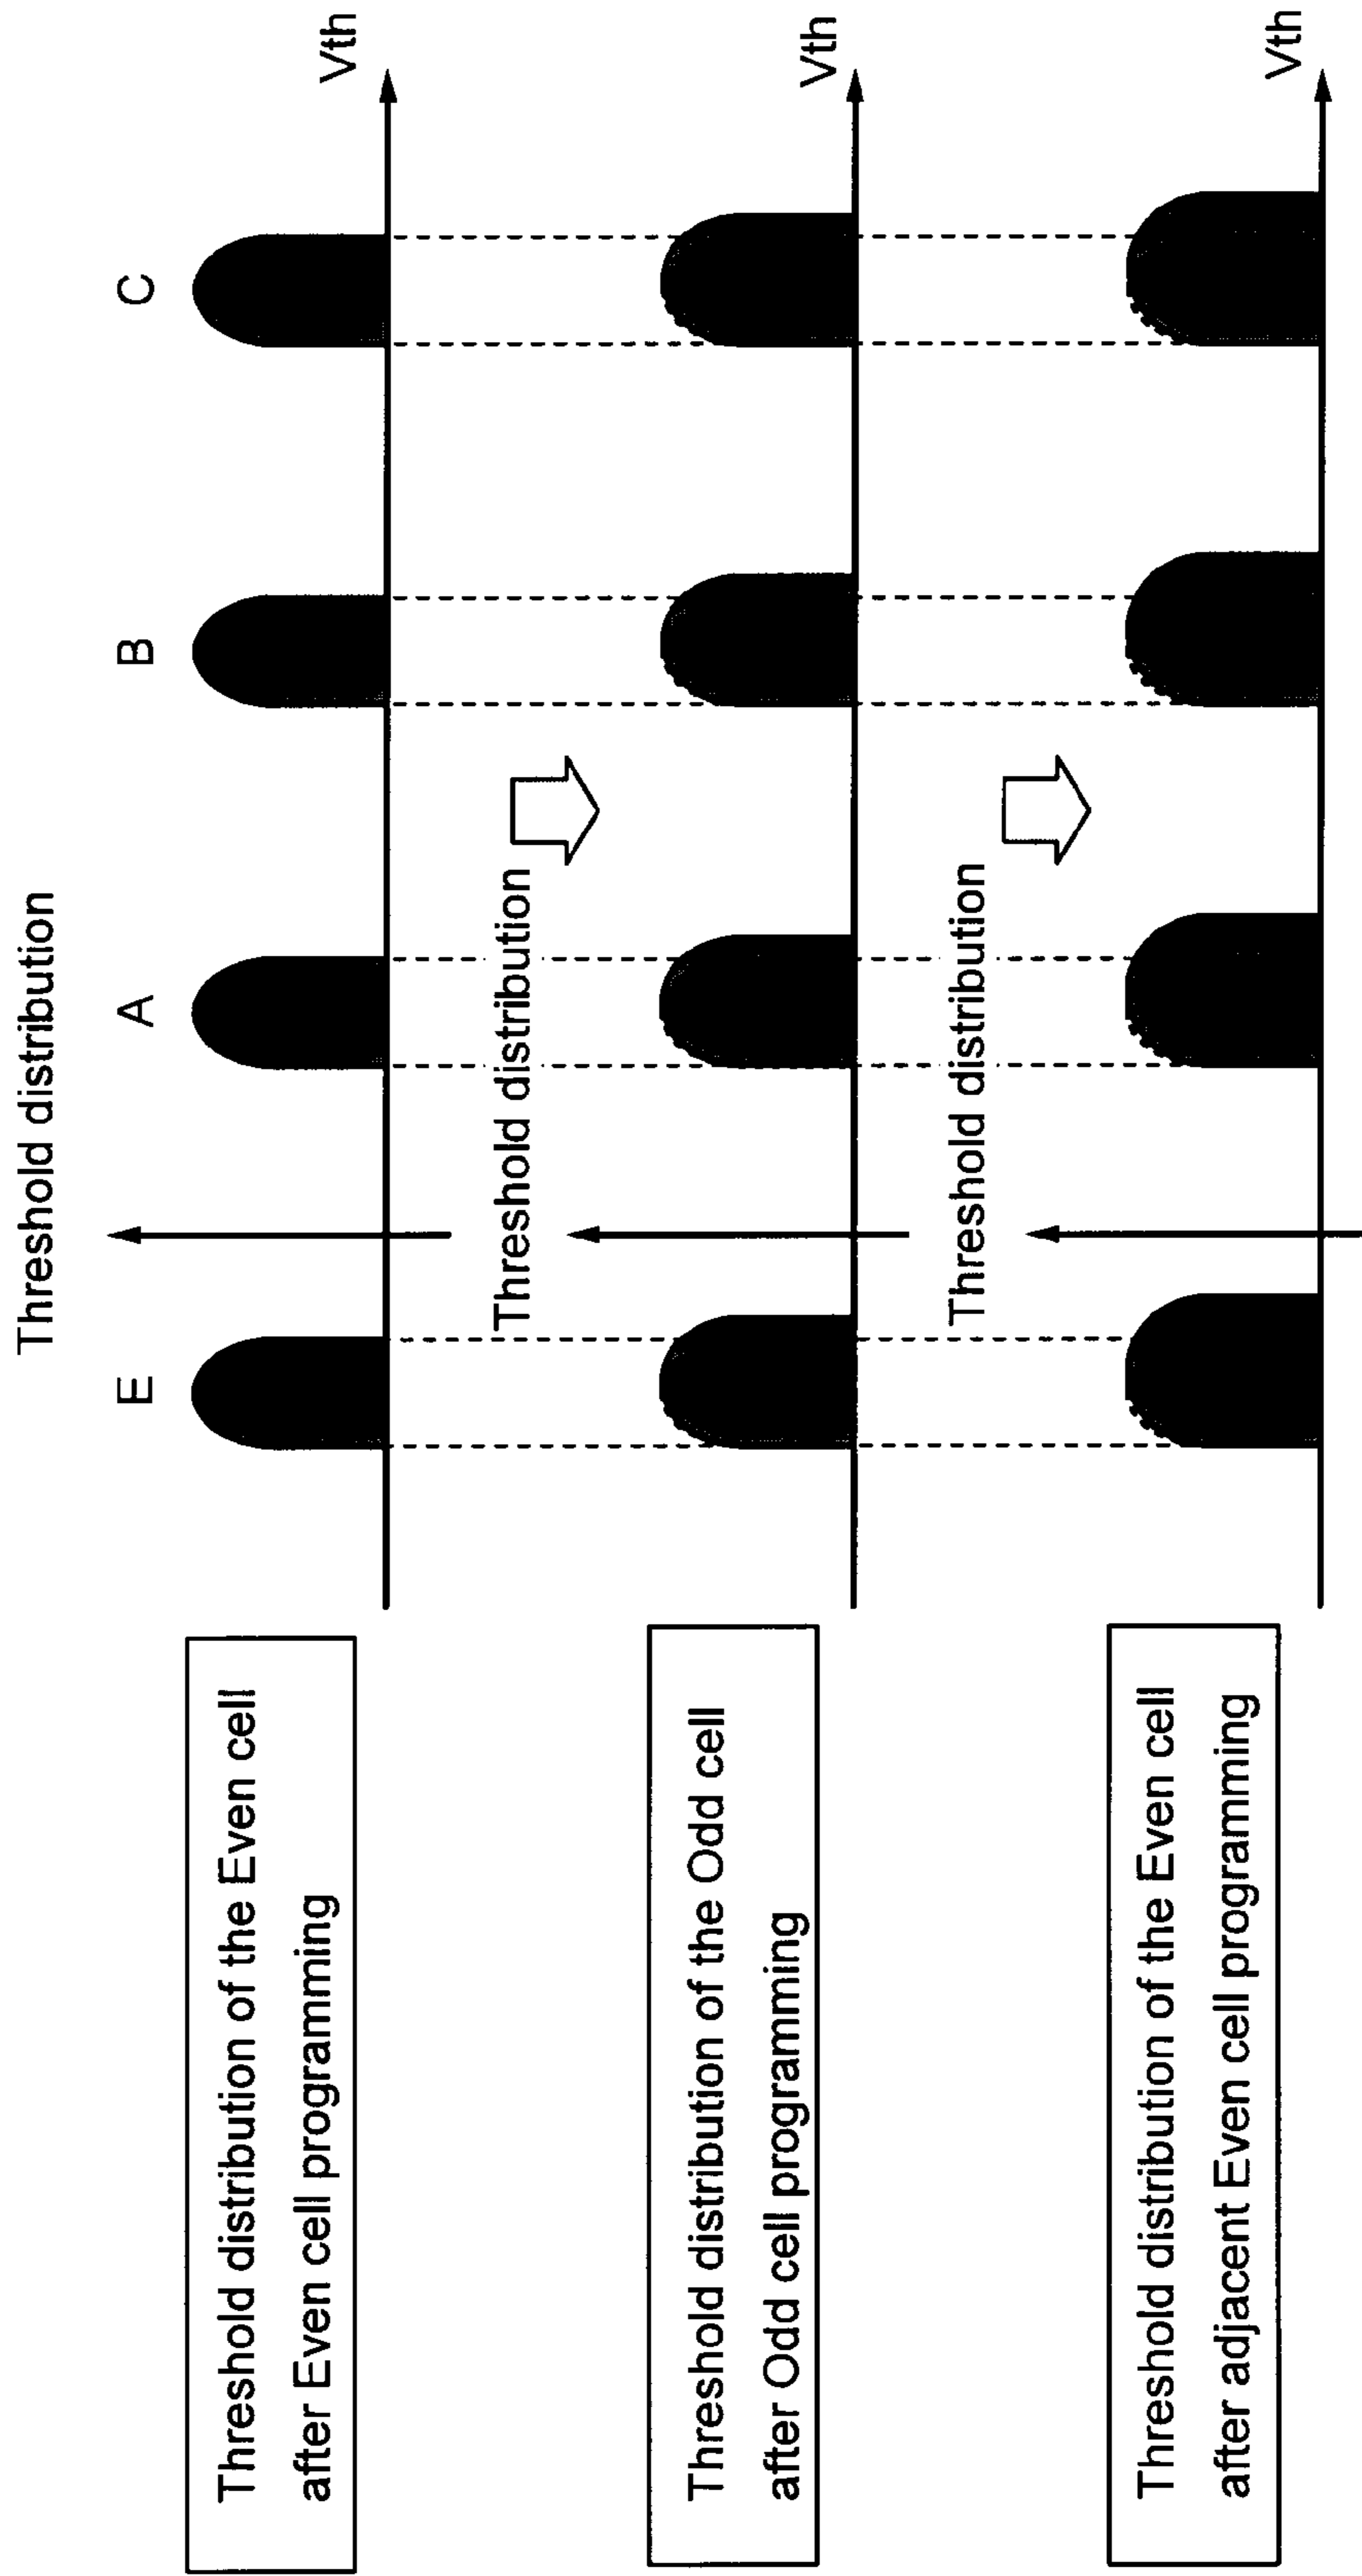 Threshold distribution of the Even cell
after Even cell programming
Threshold distribution
E
A
B
C
Vth
Threshold distribution of the Odd cell
after Odd cell programming
Threshold distribution
Vth
Threshold distribution of the Even cell
after adjacent Even cell programming
Threshold distribution
Vth